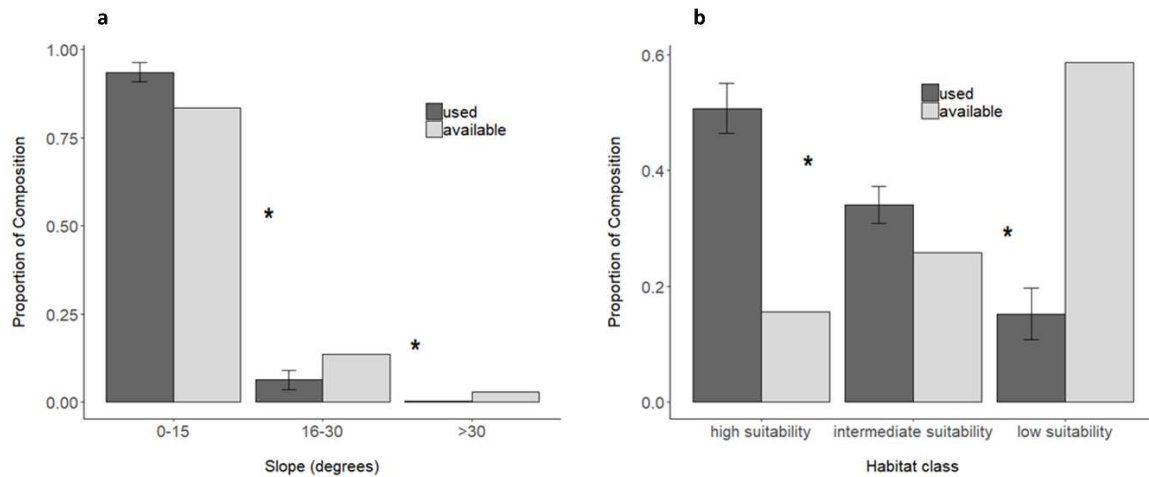 a
1.00
0.75
0.50
0.25
0.00
Proportion of Composition
used
available
*
*
0-15
16-30
>30
Slope (degrees)
b
0.6
0.4
0.2
0.0
Proportion of Composition
used
available
*
*
high suitability
intermediate suitability
low suitability
Habitat class